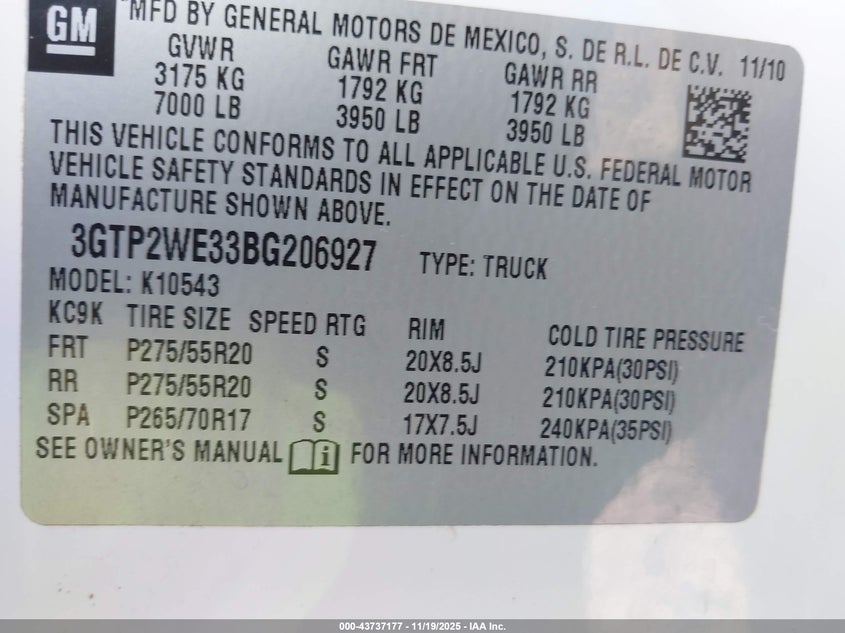 GM
MFD BY GENERAL MOTORS DE MEXICO, S. DE R.L. DE C.V. 11/10
GVWR GAWR FRT GAWR RR
3175 KG 1792 KG 1792 KG
7000 LB 3950 LB 3950 LB
THIS VEHICLE CONFORMS TO ALL APPLICABLE U.S. FEDERAL MOTOR
VEHICLE SAFETY STANDARDS IN EFFECT ON THE DATE OF
MANUFACTURE SHOWN ABOVE.
3GTP2WE33BG206927 TYPE: TRUCK
MODEL: K10543
KC9K TIRE SIZE SPEED RTG RIM COLD TIRE PRESSURE
FRT P275/55R20 S 20X8.5J 210KPA(30PSI)
RR P275/55R20 S 20X8.5J 210KPA(30PSI)
SPA P265/70R17 S 17X7.5J 240KPA(35PSI)
SEE OWNER'S MANUAL i FOR MORE INFORMATION.
000-43737177 - 11/19/2025 - IAA Inc.